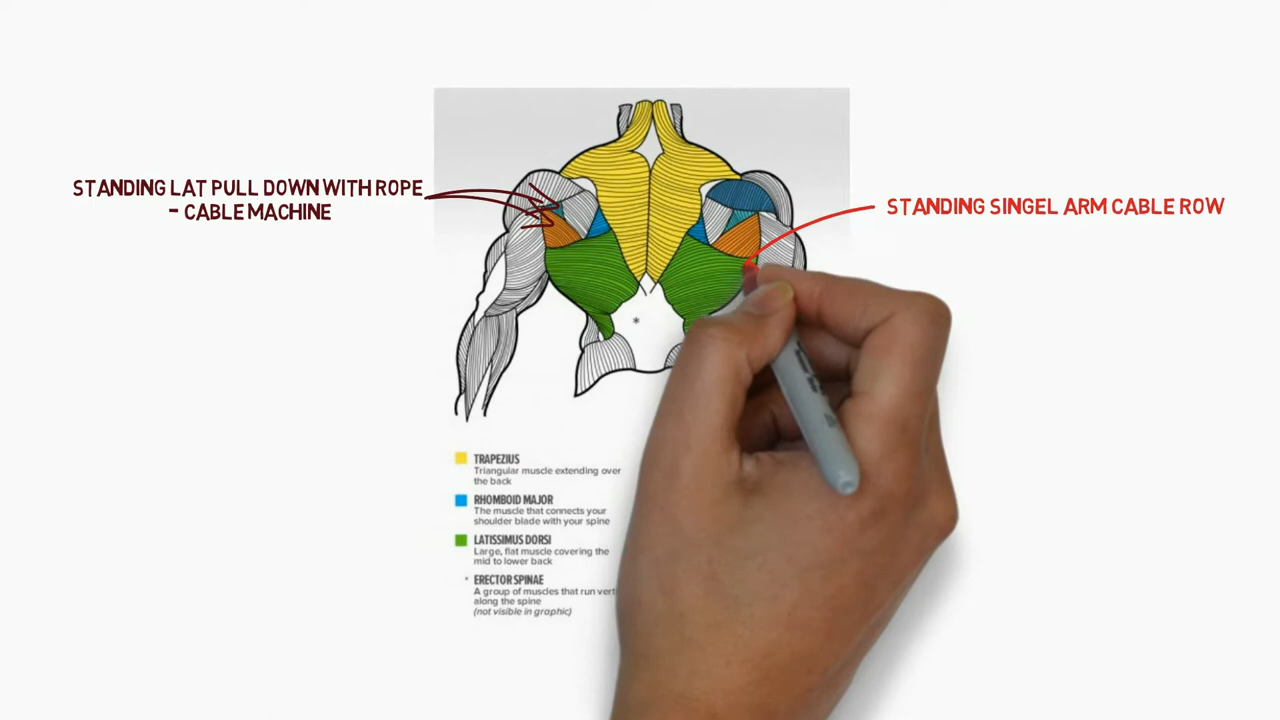 STANDING LAT PULL DOWN WITH ROPE
- CABLE MACHINE
STANDING SINGEL ARM CABLE ROW
*
TRAPEZIUS
Triangular muscle extending over
the back
RHOMBOID MAJOR
The muscle that connects your
shoulder blade with your spine
LATISSIMUS DORSI
Large, flat muscle covering the
mid to lower back
* ERECTOR SPINAE
A group of muscles that run vert
along the spine
(not visible in graphic)